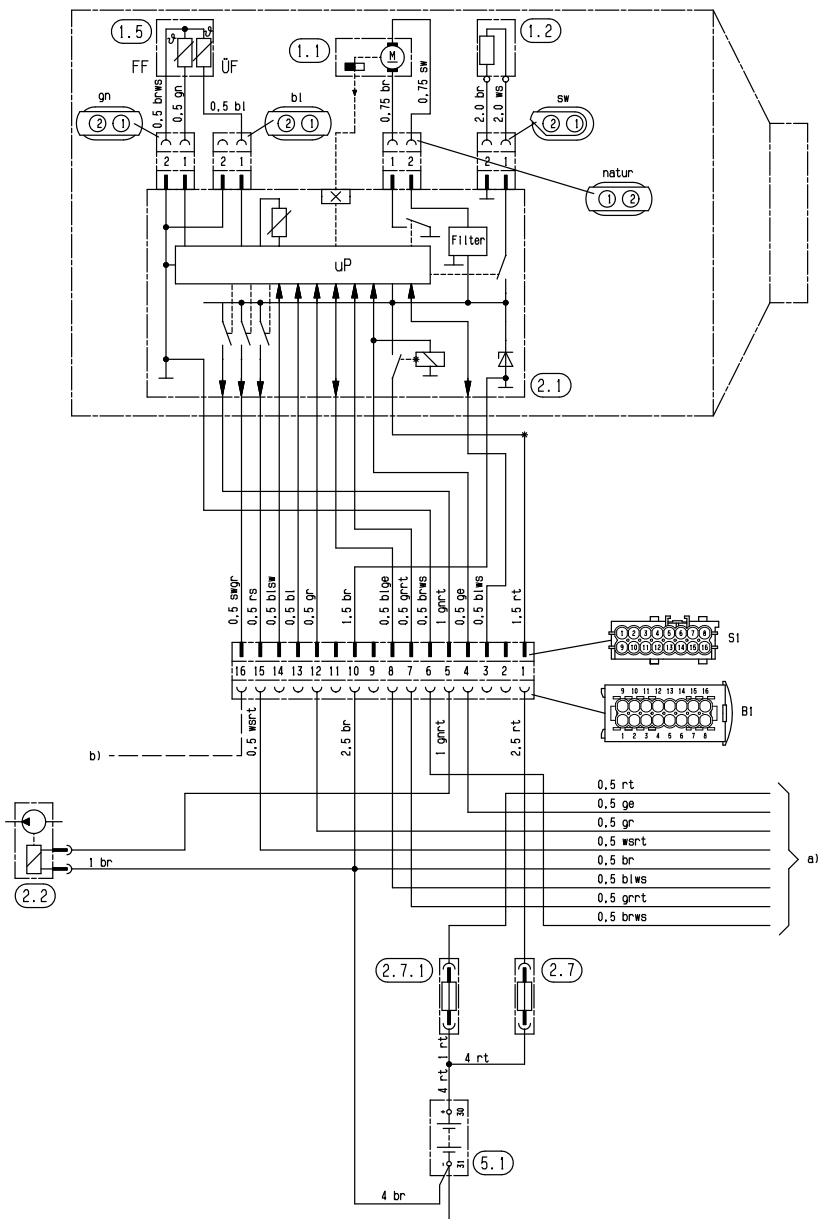 1.5
1.1
1.2
FF
ÜF
ϑ
ϑ
M
0,5 brws
0,5 gn
0,5 bl
0,75 br
0,75 sw
2.0 br
2.0 ws
gn
2 1
bl
2 1
sw
2 1
natur
1 2
2 1
2 1
1 2
2 1
Filter
uP
2.1
0,5 swgr
0,5 rs
0,5 blsw
0,5 bl
0,5 gr
1,5 br
0,5 blge
0,5 grrt
0,5 brws
1 gnrt
0,5 ge
0,5 blws
1,5 rt
16 15 14 13 12 11 10 9 8 7 6 5 4 3 2 1
S1
1 2 3 4 5 6 7 8
9 10 11 12 13 14 15 16
B1
9 10 11 12 13 14 15 16
1 2 3 4 5 6 7 8
0,5 wsrt
2,5 br
1 gnrt
2,5 rt
b)
0,5 rt
0,5 ge
0,5 gr
0,5 wsrt
0,5 br
0,5 blws
0,5 grrt
0,5 brws
a)
1 br
2.2
2.7.1
2.7
1 rt
4 rt
4 rt
+ 30
- 31
5.1
4 br